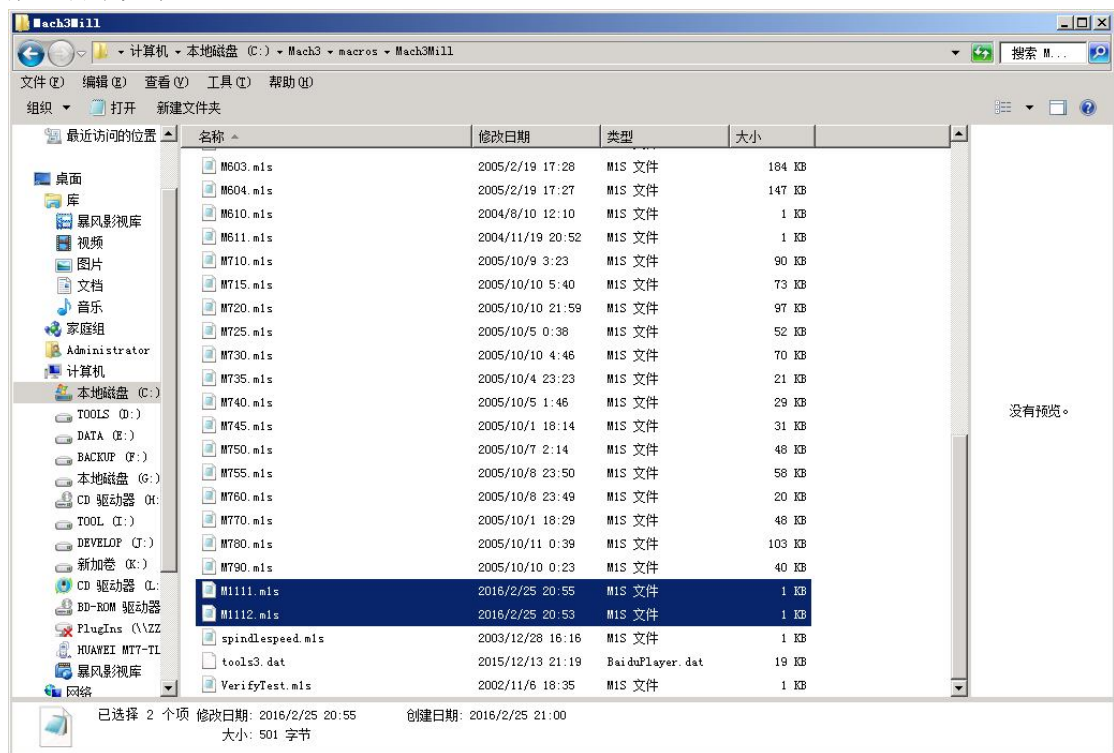 Mach3Mill
计算机 本地磁盘 (C:) Mach3 macros Mach3Mill 搜索 M...
文件(F) 编辑(E) 查看(V) 工具(T) 帮助(H)
组织 打开 新建文件夹
最近访问的位置
桌面
库
暴风影视库
视频
图片
文档
音乐
家庭组
Administrator
计算机
本地磁盘 (C:)
TOOLS (D:)
DATA (E:)
BACKUP (F:)
本地磁盘 (G:)
CD 驱动器 (H:
TOOL (I:)
DEVELOP (J:)
新加卷 (K:)
CD 驱动器 (L:
BD-ROM 驱动器
PlugIns (\\ZZ
HUAWEI MT7-TL
暴风影视库
网络
名称 修改日期 类型 大小
M603.m1s 2005/2/19 17:28 M1S 文件 184 KB
M604.m1s 2005/2/19 17:27 M1S 文件 147 KB
M610.m1s 2004/8/10 12:10 M1S 文件 1 KB
M611.m1s 2004/11/19 20:52 M1S 文件 1 KB
M710.m1s 2005/10/9 3:23 M1S 文件 90 KB
M715.m1s 2005/10/10 5:40 M1S 文件 73 KB
M720.m1s 2005/10/10 21:59 M1S 文件 97 KB
M725.m1s 2005/10/5 0:38 M1S 文件 52 KB
M730.m1s 2005/10/10 4:46 M1S 文件 70 KB
M735.m1s 2005/10/4 23:23 M1S 文件 21 KB
M740.m1s 2005/10/5 1:46 M1S 文件 29 KB
M745.m1s 2005/10/1 18:14 M1S 文件 31 KB
M750.m1s 2005/10/7 2:14 M1S 文件 48 KB
M755.m1s 2005/10/8 23:50 M1S 文件 58 KB
M760.m1s 2005/10/8 23:49 M1S 文件 20 KB
M770.m1s 2005/10/1 18:29 M1S 文件 48 KB
M780.m1s 2005/10/11 0:39 M1S 文件 103 KB
M790.m1s 2005/10/10 0:23 M1S 文件 40 KB
M1111.m1s 2016/2/25 20:55 M1S 文件 1 KB
M1112.m1s 2016/2/25 20:53 M1S 文件 1 KB
spindlespeed.m1s 2003/12/28 16:16 M1S 文件 1 KB
tools3.dat 2015/12/13 21:19 BaiduPlayer.dat 19 KB
VerifyTest.m1s 2002/11/6 18:35 M1S 文件 1 KB
没有预览。
已选择 2 个项 修改日期: 2016/2/25 20:55 创建日期: 2016/2/25 21:00
大小: 501 字节